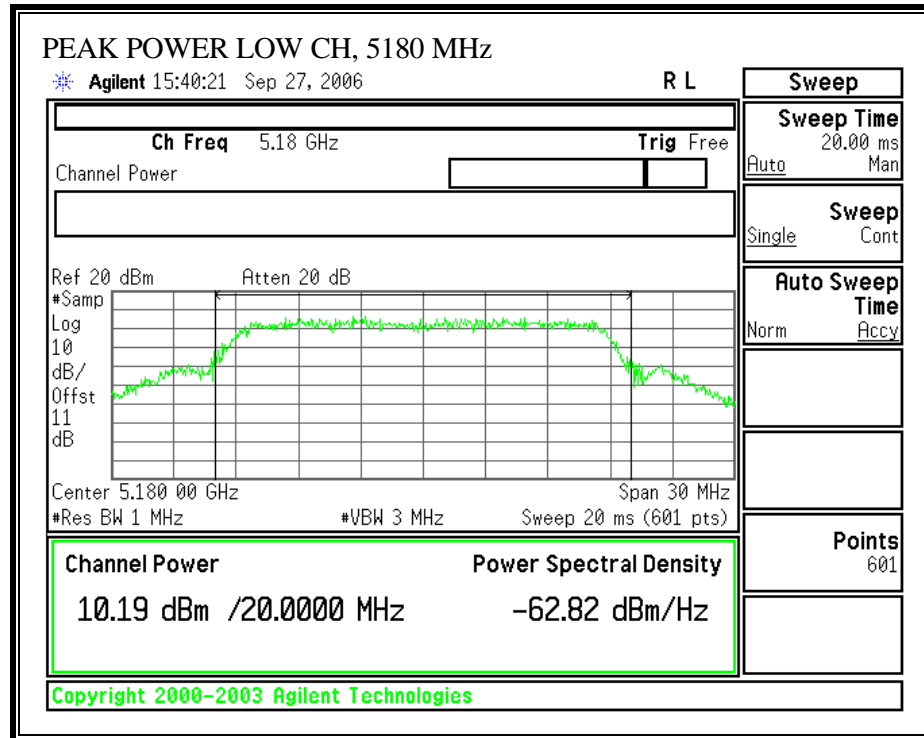 PEAK POWER LOW CH, 5180 MHz
Agilent 15:40:21 Sep 27, 2006 R L
Ch Freq 5.18 GHz Trig Free
Channel Power
Ref 20 dBm Atten 20 dB
#Samp
Log
10
dB/
Offst
11
dB
Center 5.180 00 GHz Span 30 MHz
#Res BW 1 MHz #VBW 3 MHz Sweep 20 ms (601 pts)
Channel Power Power Spectral Density
10.19 dBm /20.0000 MHz -62.82 dBm/Hz
Copyright 2000-2003 Agilent Technologies
Sweep
Sweep Time
20.00 ms
Auto Man
Sweep
Single Cont
Auto Sweep
Time
Norm Accy
Points
601